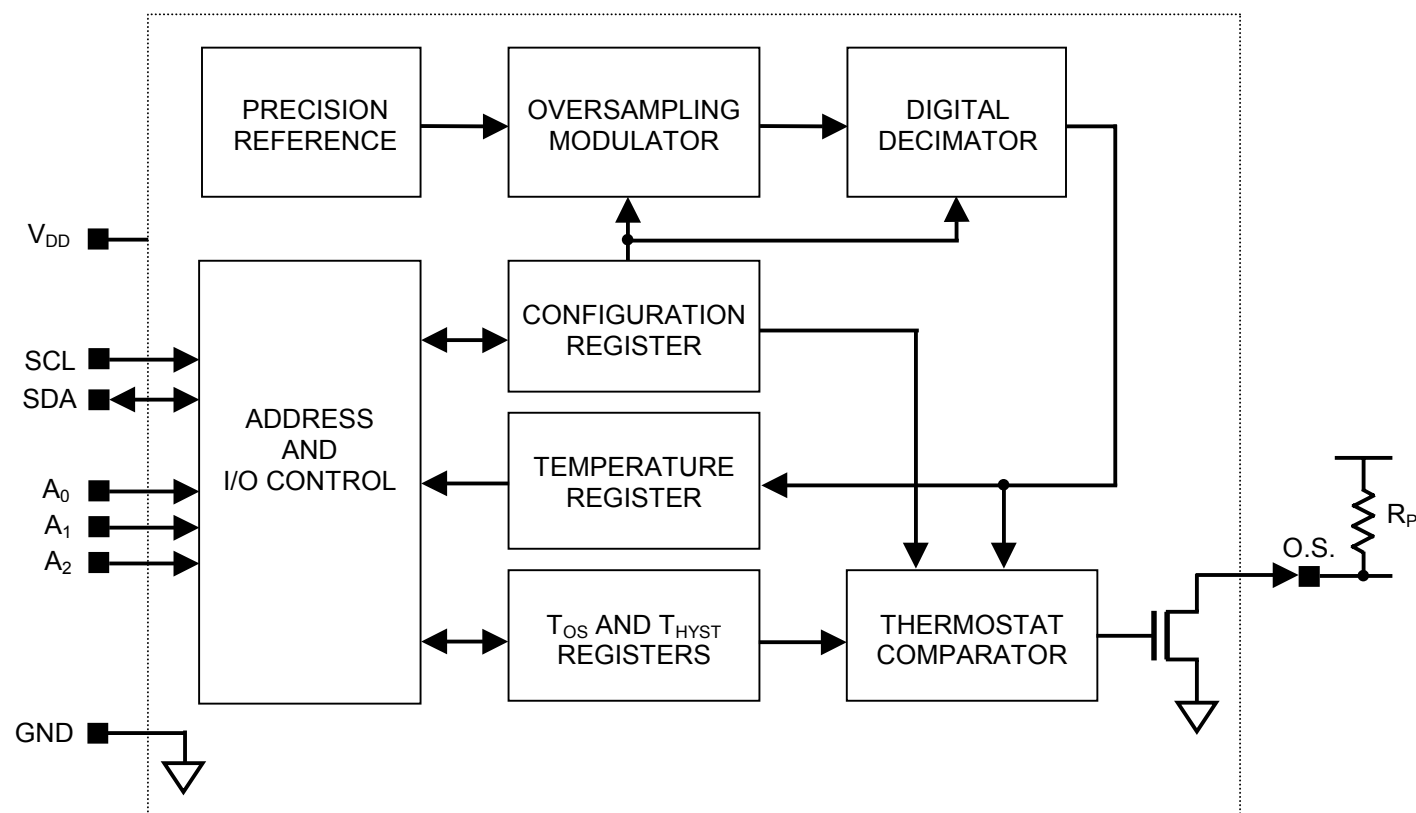 PRECISION
REFERENCE
OVERSAMPLING
MODULATOR
DIGITAL
DECIMATOR
VDD
SCL
SDA
A0
A1
A2
GND
ADDRESS
AND
I/O CONTROL
CONFIGURATION
REGISTER
TEMPERATURE
REGISTER
TOS AND THYST
REGISTERS
THERMOSTAT
COMPARATOR
O.S.
RP